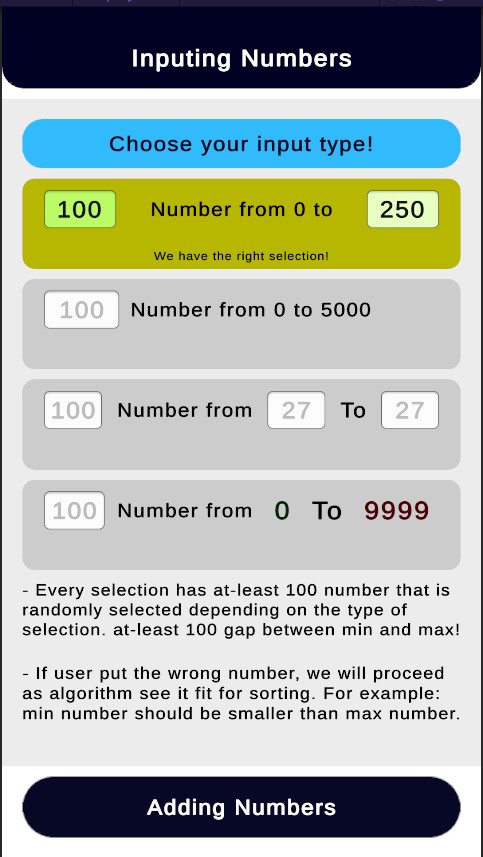 Inputing Numbers
Choose your input type!
100 Number from 0 to 250
We have the right selection!
100 Number from 0 to 5000
100 Number from 27 To 27
100 Number from 0 To 9999
- Every selection has at-least 100 number that is
randomly selected depending on the type of
selection. at-least 100 gap between min and max!
- If user put the wrong number, we will proceed
as algorithm see it fit for sorting. For example:
min number should be smaller than max number.
Adding Numbers